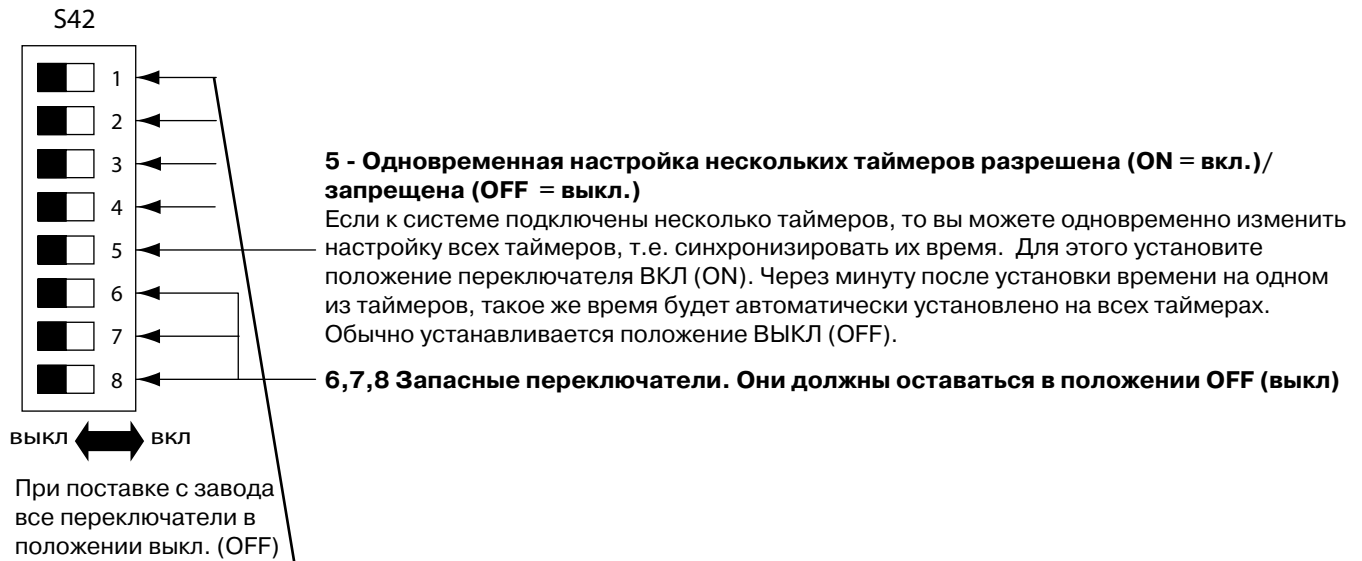 S42
1
2
3
4
5
6
7
8
выкл вкл
При поставке с завода
все переключатели в
положении выкл. (OFF)
5 - Одновременная настройка нескольких таймеров разрешена (ON = вкл.)/
запрещена (OFF = выкл.)
Если к системе подключены несколько таймеров, то вы можете одновременно изменить
настройку всех таймеров, т.е. синхронизировать их время. Для этого установите
положение переключателя ВКЛ (ON). Через минуту после установки времени на одном
из таймеров, такое же время будет автоматически установлено на всех таймерах.
Обычно устанавливается положение ВЫКЛ (OFF).
6,7,8 Запасные переключатели. Они должны оставаться в положении OFF (выкл)